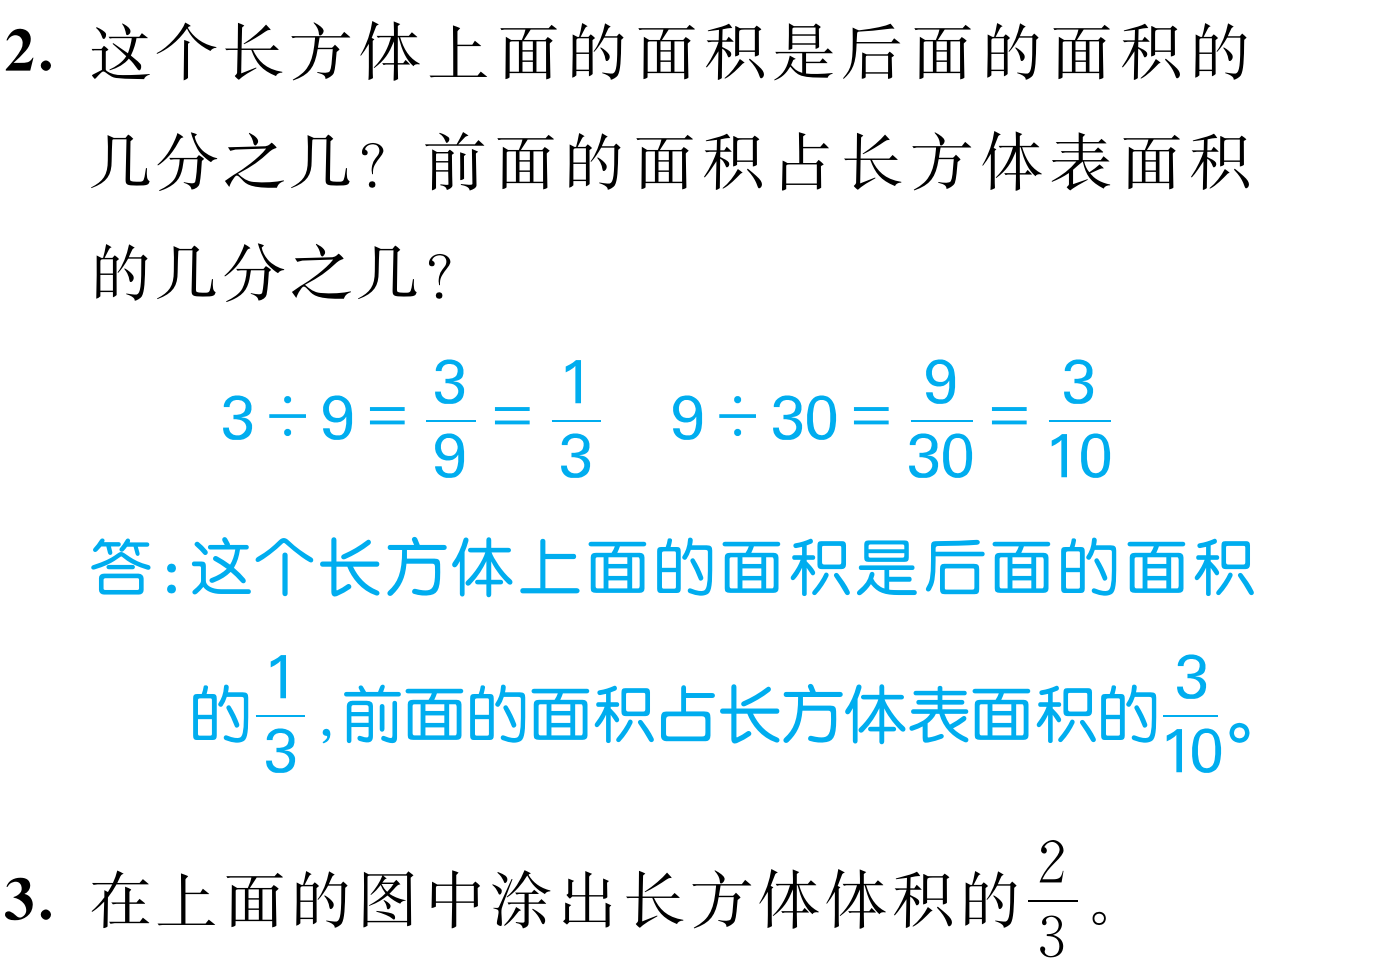 2. 这个长方体上面的面积是后面的面积的
几分之几？前面的面积占长方体表面积
的几分之几？
3÷9=3/9=1/3 9÷30=9/30=3/10
答:这个长方体上面的面积是后面的面积
的1/3,前面的面积占长方体表面积的3/10。
3. 在上面的图中涂出长方体体积的2/3。